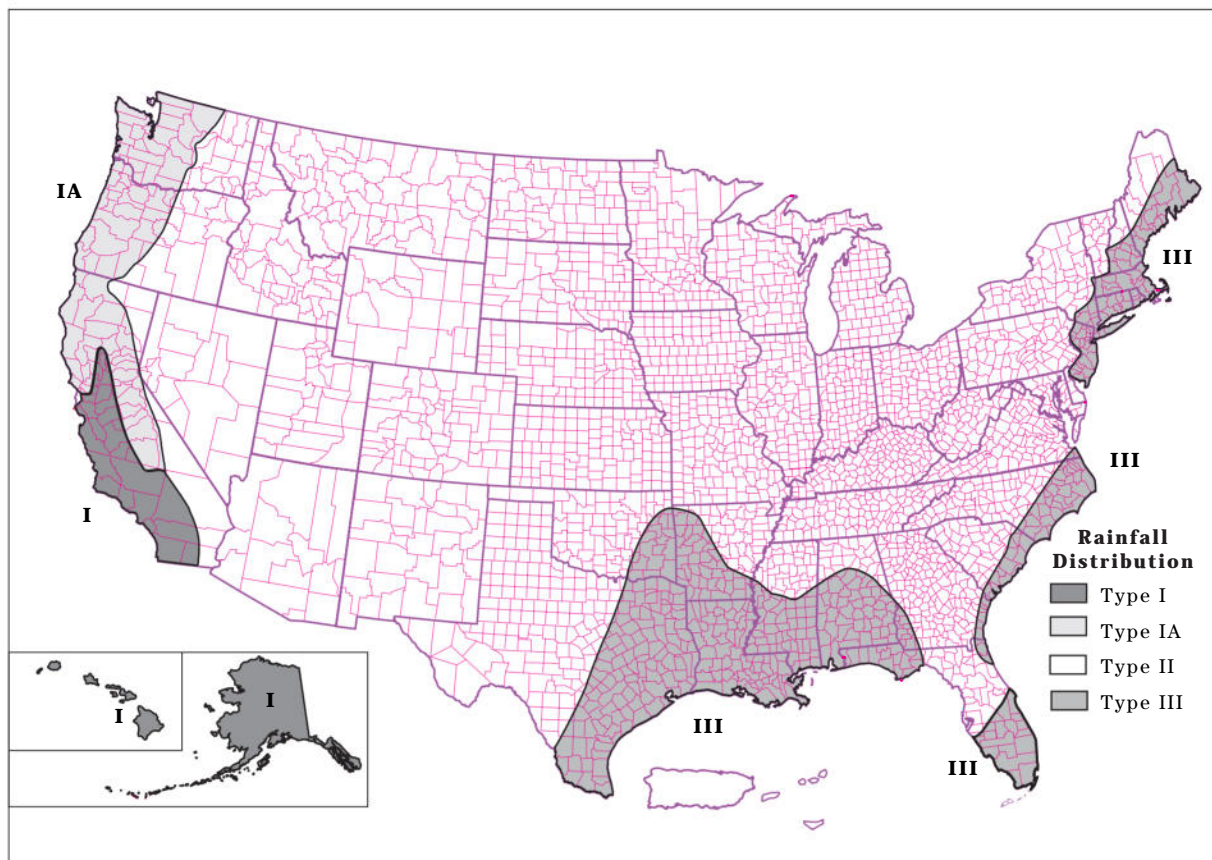 IA
III
III
I
Rainfall
Distribution
Type I
Type IA
Type II
Type III
I
I
III
III